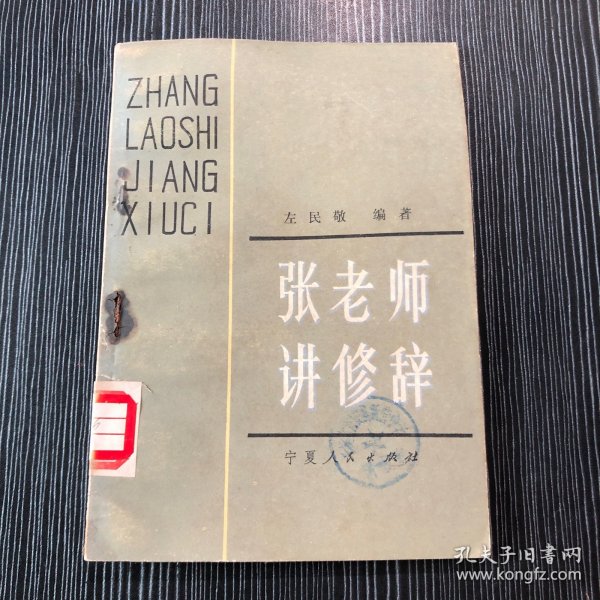 ZHANG
LAOSHI
JIANG
XIUCI
左民敬 编著
张老师
讲修辞
宁夏人民出版社
孔夫子旧书网
www.kongfz.com